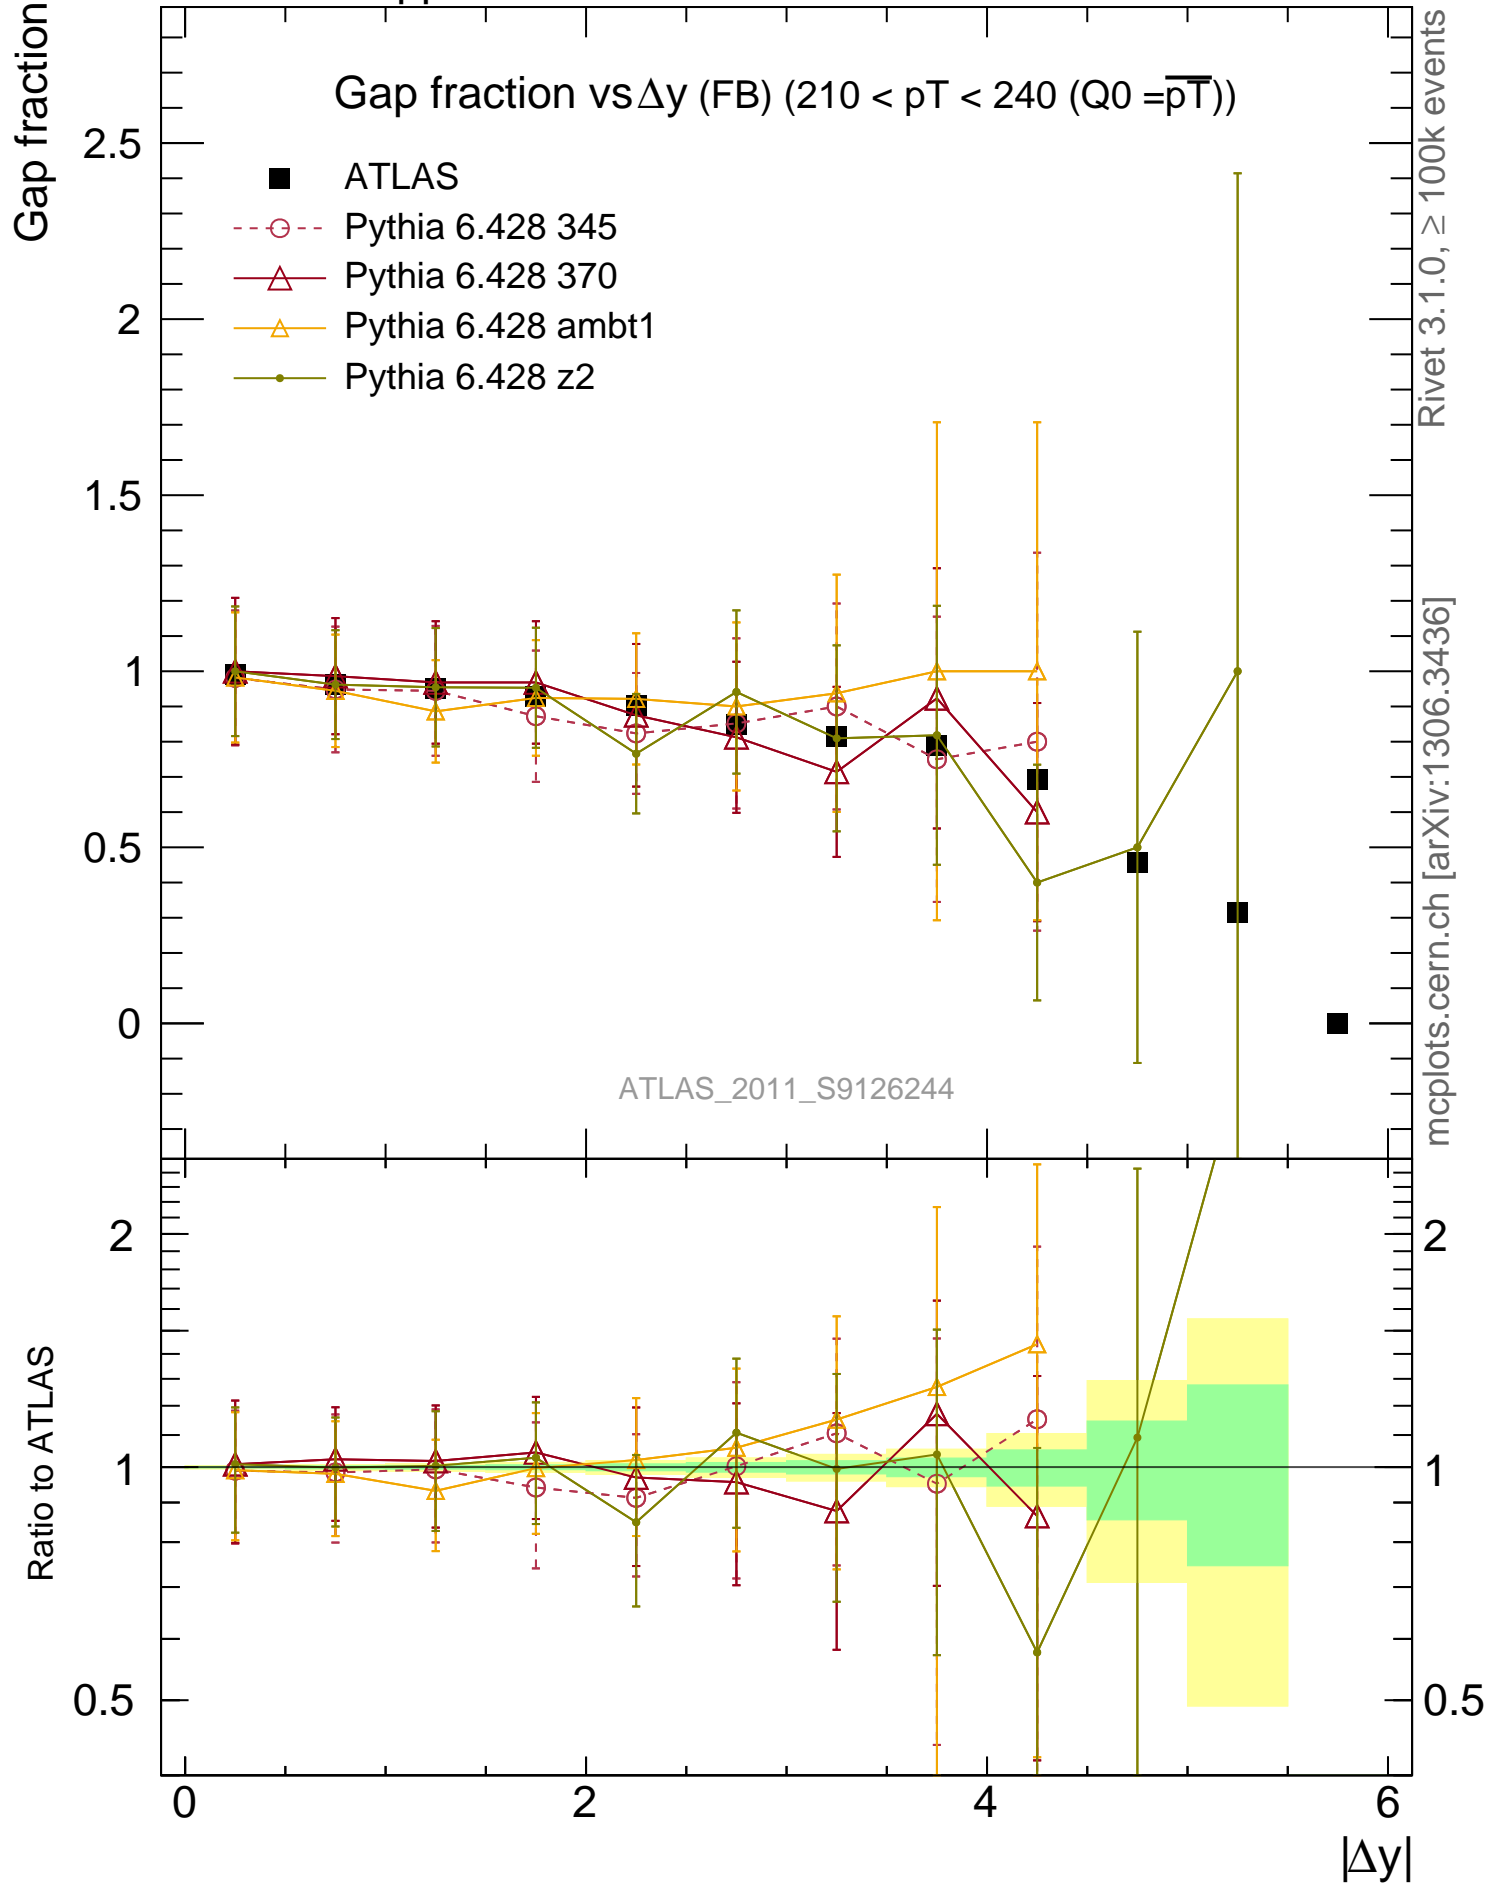 Gap fraction
Gap fraction vs Δy (FB) (210 < pT < 240 (Q0 =pT))
ATLAS
Pythia 6.428 345
Pythia 6.428 370
Pythia 6.428 ambt1
Pythia 6.428 z2
2.5
2
1.5
1
0.5
0
ATLAS_2011_S9126244
Rivet 3.1.0, ≥ 100k events
mcplots.cern.ch [arXiv:1306.3436]
Ratio to ATLAS
2
1
0.5
2
1
0.5
0
2
4
6
|Δy|